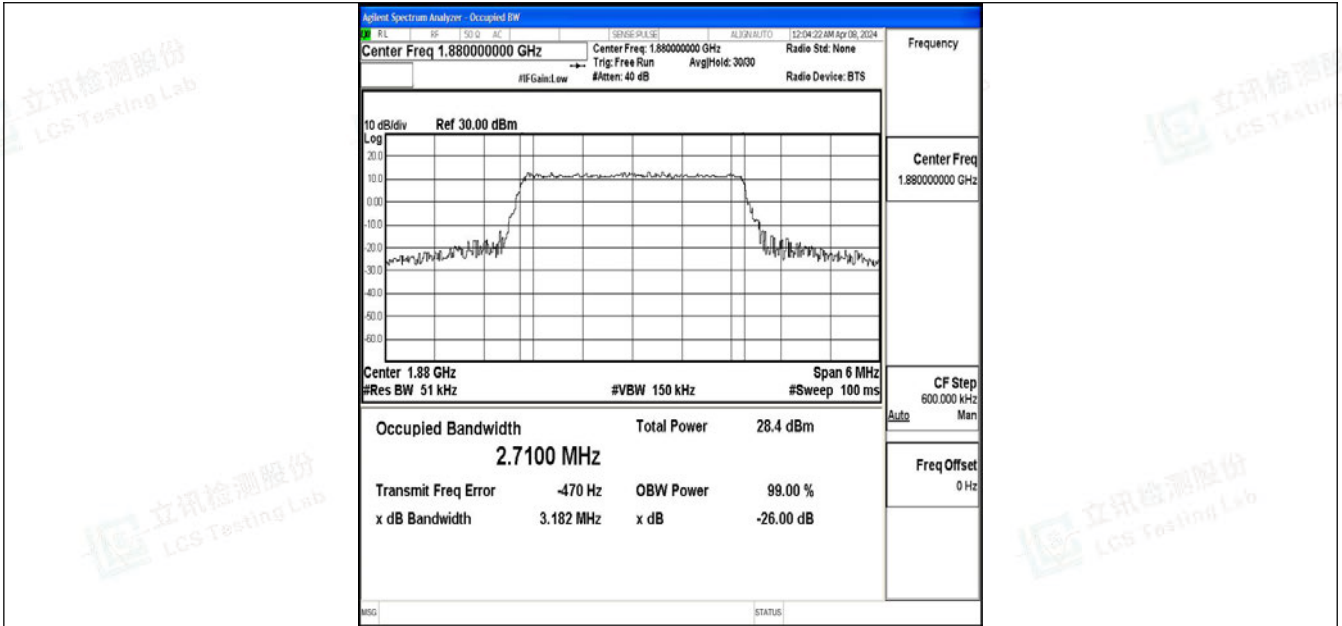 Agilent Spectrum Analyzer - Occupied BW
RL RF 50 Ω AC SENSE:PULSE ALIGN AUTO 12:04:22 AM Apr 08, 2024
Center Freq 1.880000000 GHz
Center Freq: 1.880000000 GHz
Radio Std: None
Trig: Free Run Avg|Hold: 30/30
#IFGain:Low #Atten: 40 dB
Radio Device: BTS
Frequency
10 dB/div Ref 30.00 dBm
Log
20.0
10.0
0.00
-10.0
-20.0
-30.0
-40.0
-50.0
-60.0
Center 1.88 GHz Span 6 MHz
#Res BW 51 kHz #VBW 150 kHz #Sweep 100 ms
Center Freq
1.880000000 GHz
CF Step
600.000 kHz
Auto Man
Freq Offset
0 Hz
Occupied Bandwidth Total Power 28.4 dBm
2.7100 MHz
Transmit Freq Error -470 Hz OBW Power 99.00 %
x dB Bandwidth 3.182 MHz x dB -26.00 dB
MSG STATUS
立讯检测股份
LCS Testing Lab
立讯检测股
LCS Testin
立讯检测股份
LCS Testing Lab
立讯检测股份
LCS Testing Lab